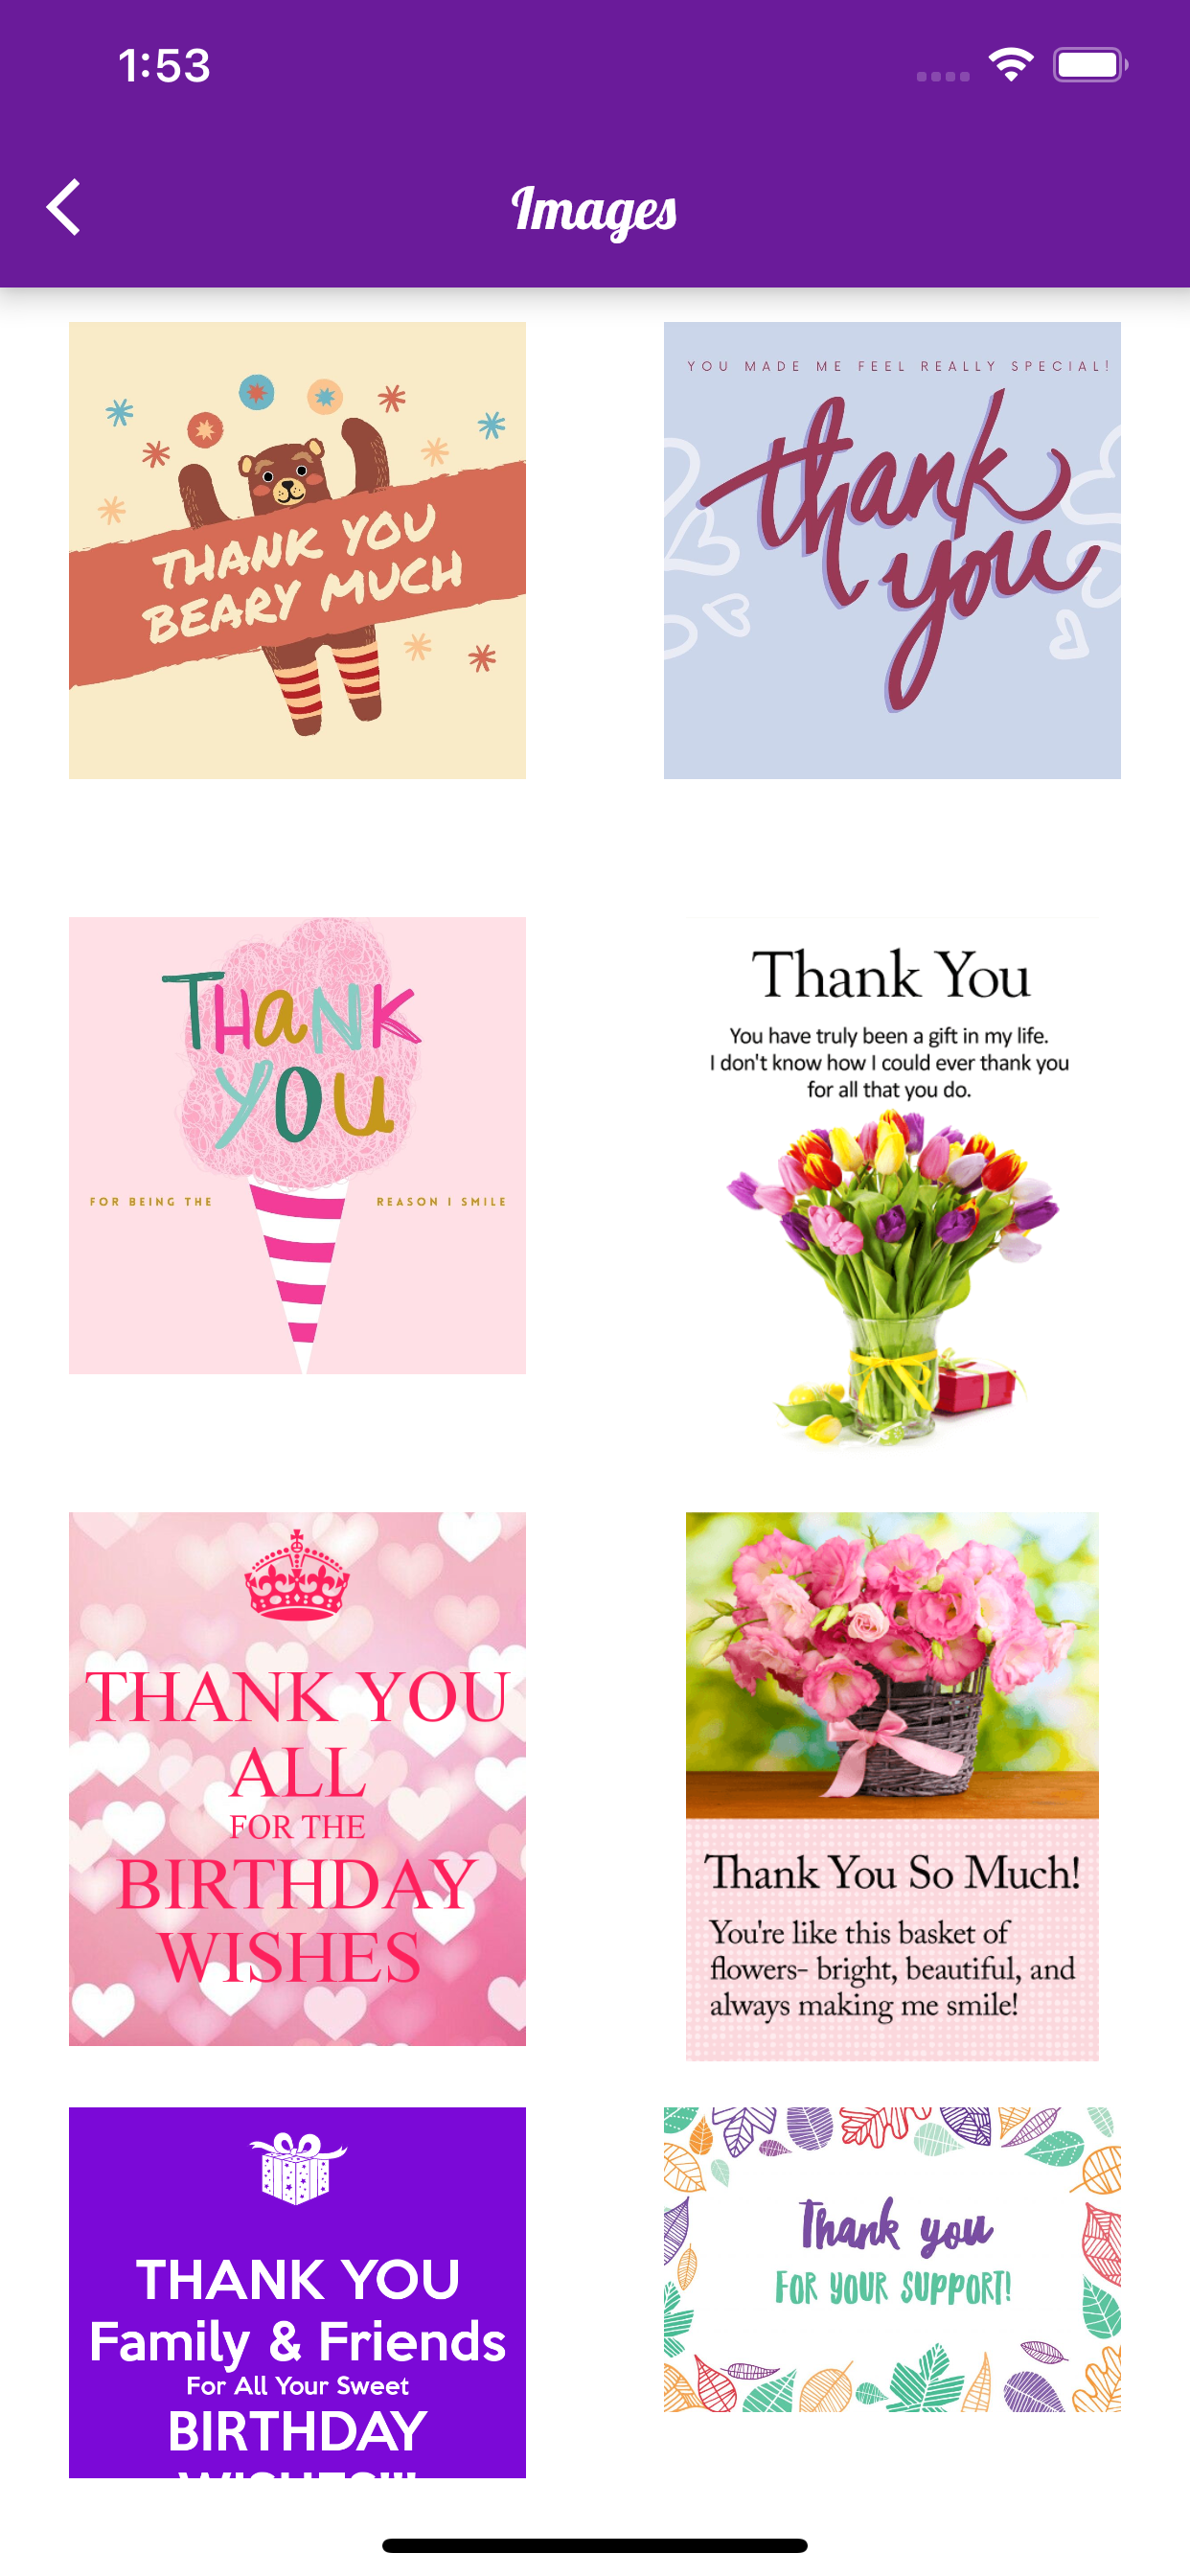 1:53
Images
THANK YOU
BEARY MUCH
YOU MADE ME FEEL REALLY SPECIAL!
thank
you
THANK
YOU
FOR BEING THE REASON I SMILE
Thank You
You have truly been a gift in my life.
I don't know how I could ever thank you
for all that you do.
THANK YOU
ALL
FOR THE
BIRTHDAY
WISHES
Thank You So Much!
You're like this basket of
flowers- bright, beautiful, and
always making me smile!
THANK YOU
Family & Friends
For All Your Sweet
BIRTHDAY
Thank you
FOR YOUR SUPPORT!